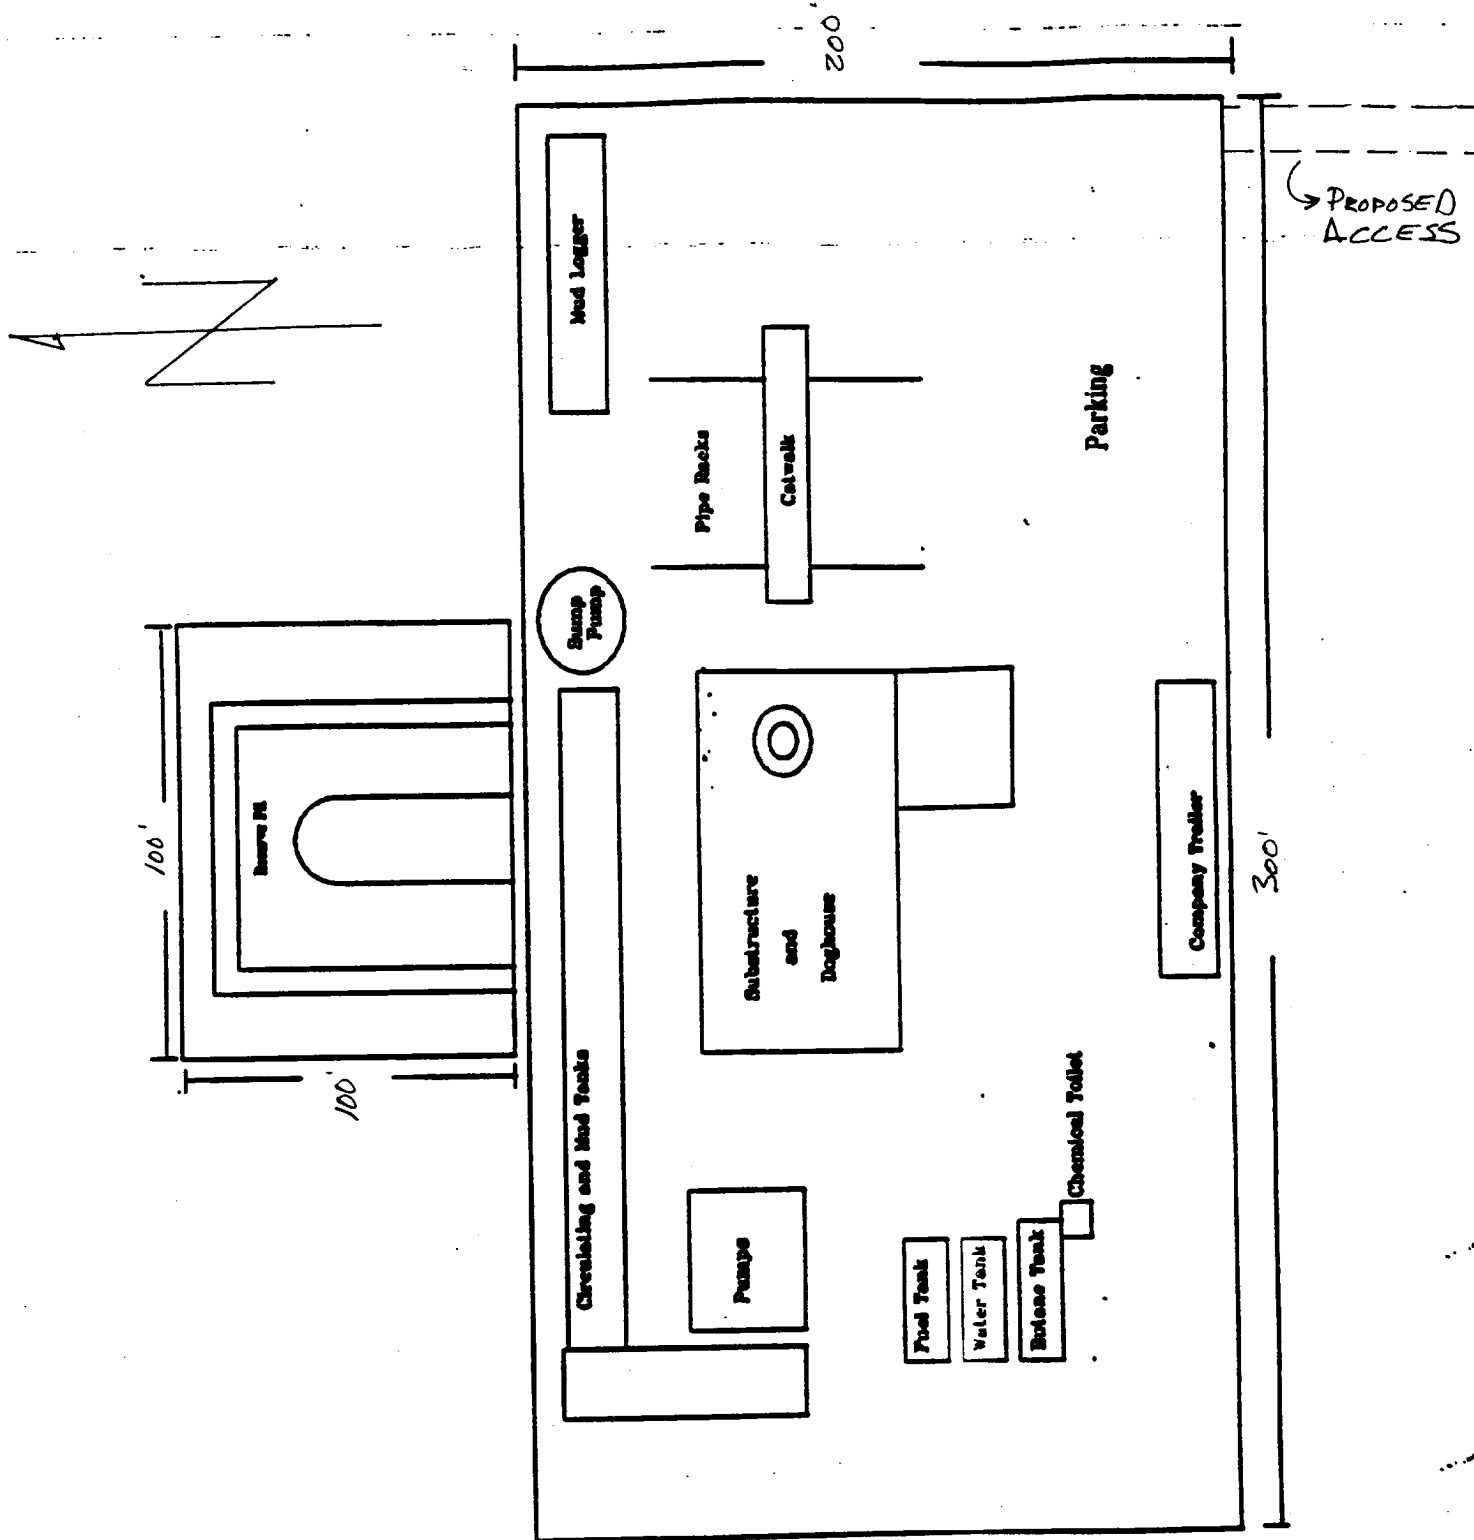 200'
PROPOSED
ACCESS
Mud Logger
Pipe Racks
Catwalk
Parking
Sump
Pump
100'
Reserve Pit
100'
Substructure
and
Doghouse
Company Trailer
300'
Circulating and Mud Tanks
Pumps
Chemical Toilet
Fuel Tank
Water Tank
Butane Tank
N